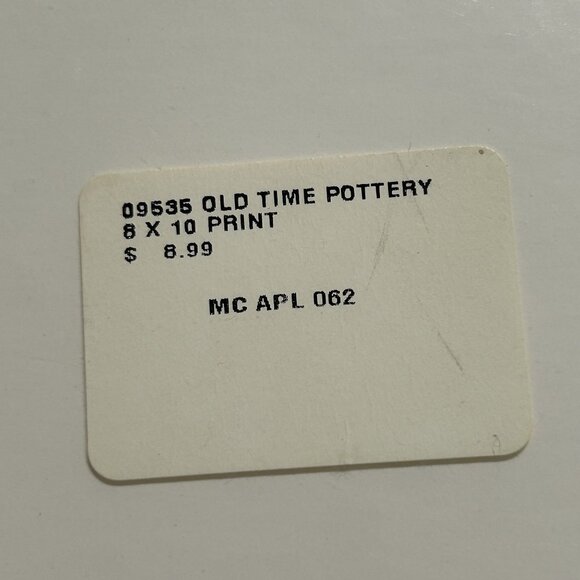 09535 OLD TIME POTTERY
8 X 10 PRINT
$ 8.99
MC APL 062